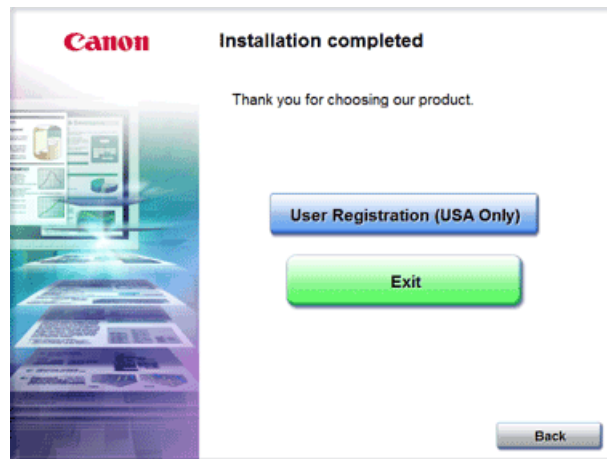 Canon
Installation completed
Thank you for choosing our product.
User Registration (USA Only)
Exit
Back